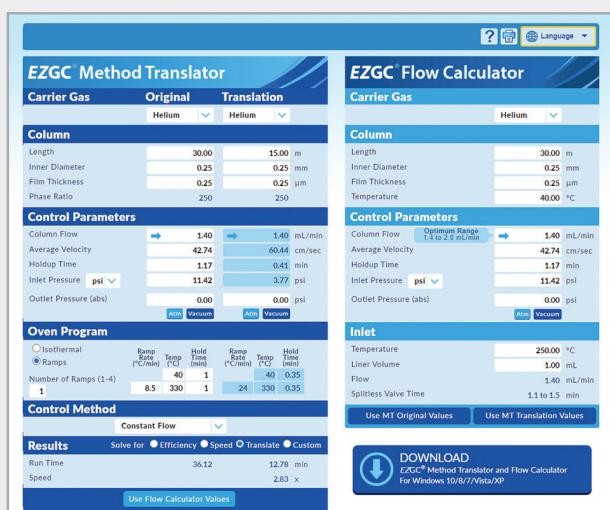 ? Language
EZGC® Method Translator
Carrier Gas Original Translation
Helium Helium
Column
Length 30.00 15.00 m
Inner Diameter 0.25 0.25 mm
Film Thickness 0.25 0.25 µm
Phase Ratio 250 250
Control Parameters
Column Flow 1.40 1.40 mL/min
Average Velocity 42.74 60.44 cm/sec
Holdup Time 1.17 0.41 min
Inlet Pressure psi 11.42 3.77 psi
Outlet Pressure (abs) 0.00 0.00 psi
Atm Vacuum Atm Vacuum
Oven Program
Isothermal
Ramps
Number of Ramps (1-4)
1
Ramp Rate (°C/min) Temp (°C) Hold Time (min) Ramp Rate (°C/min) Temp (°C) Hold Time (min)
40 1 40 0.35
8.5 330 1 24 330 0.35
Control Method
Constant Flow
Results Solve for Efficiency Speed Translate Custom
Run Time 36.12 12.78 min
Speed 2.83 x
Use Flow Calculator Values
EZGC® Flow Calculator
Carrier Gas
Helium
Column
Length 30.00 m
Inner Diameter 0.25 mm
Film Thickness 0.25 µm
Temperature 40.00 °C
Control Parameters
Column Flow Optimum Range 1.4 to 2.0 mL/min 1.40 mL/min
Average Velocity 42.74 cm/sec
Holdup Time 1.17 min
Inlet Pressure psi 11.42 psi
Outlet Pressure (abs) 0.00 psi
Atm Vacuum
Inlet
Temperature 250.00 °C
Liner Volume 1.00 mL
Flow 1.40 mL/min
Splitless Valve Time 1.1 to 1.5 min
Use MT Original Values Use MT Translation Values
DOWNLOAD
EZGC® Method Translator and Flow Calculator
For Windows 10/8/7/Vista/XP